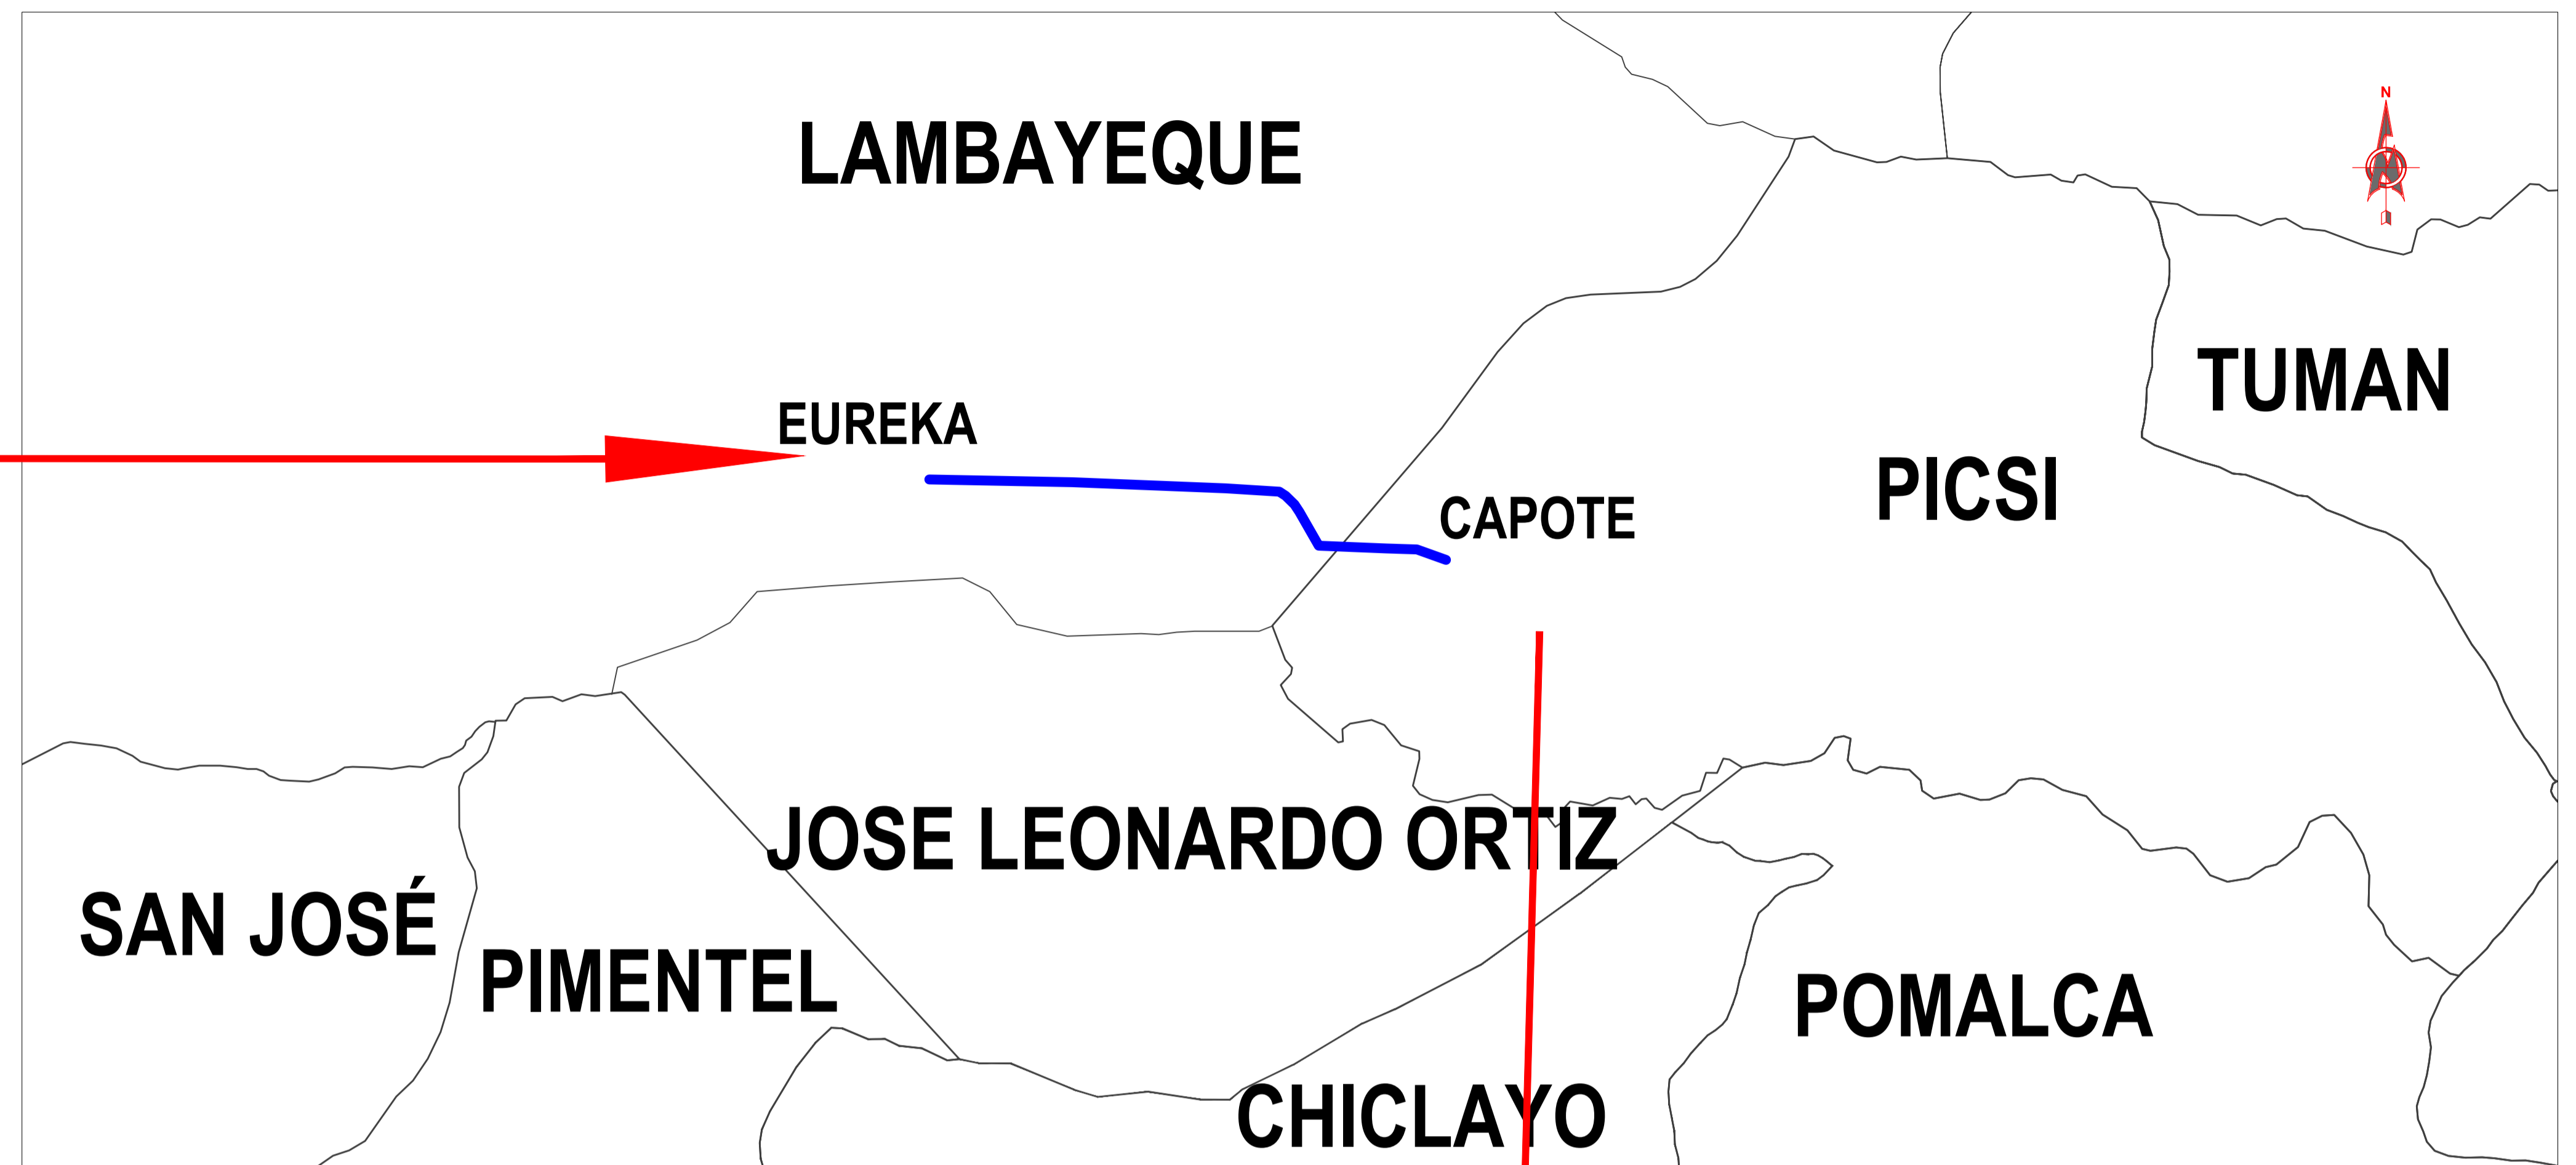 N
LAMBAYEQUE
TUMAN
EUREKA
PICSI
CAPOTE
JOSE LEONARDO ORTIZ
SAN JOSÉ
PIMENTEL
POMALCA
CHICLAYO